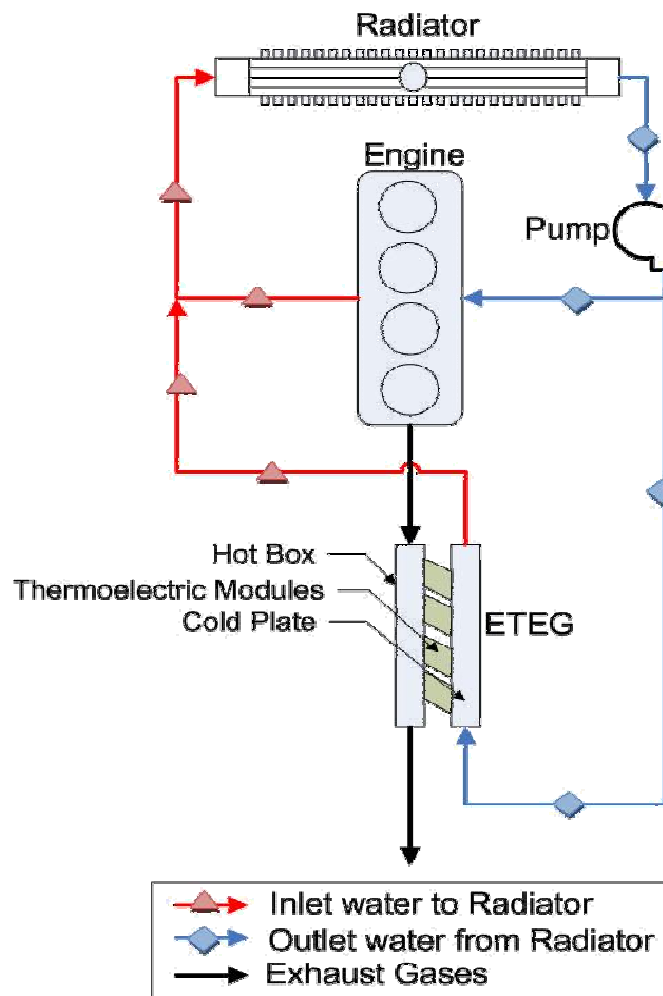 Radiator
Engine
Pump
Hot Box
Thermoelectric Modules
Cold Plate
ETEG
Inlet water to Radiator
Outlet water from Radiator
Exhaust Gases